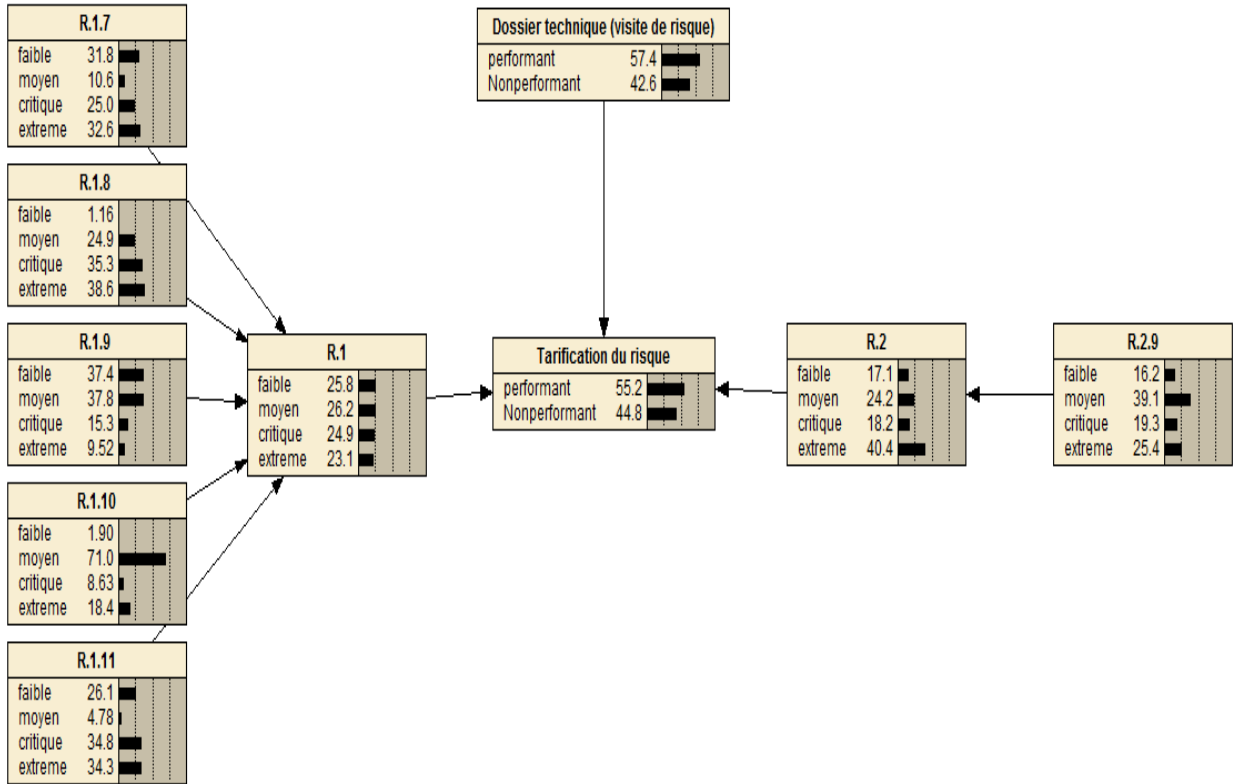 R.1.7
faible 31.8
moyen 10.6
critique 25.0
extreme 32.6
R.1.8
faible 1.16
moyen 24.9
critique 35.3
extreme 38.6
R.1.9
faible 37.4
moyen 37.8
critique 15.3
extreme 9.52
R.1.10
faible 1.90
moyen 71.0
critique 8.63
extreme 18.4
R.1.11
faible 26.1
moyen 4.78
critique 34.8
extreme 34.3
R.1
faible 25.8
moyen 26.2
critique 24.9
extreme 23.1
Dossier technique (visite de risque)
performant 57.4
Nonperformant 42.6
Tarification du risque
performant 55.2
Nonperformant 44.8
R.2
faible 17.1
moyen 24.2
critique 18.2
extreme 40.4
R.2.9
faible 16.2
moyen 39.1
critique 19.3
extreme 25.4